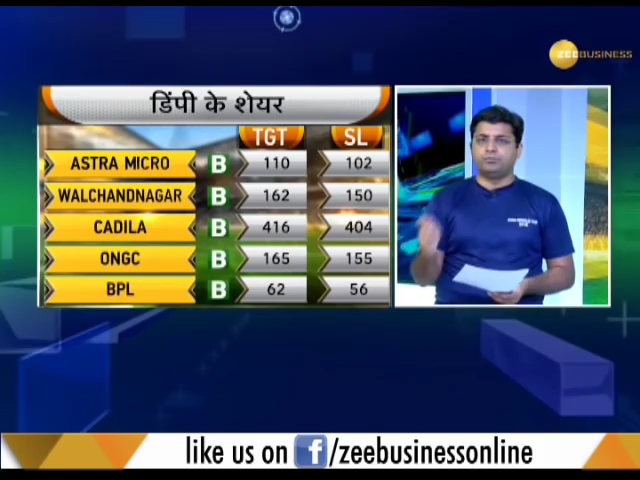 ZEEBUSINESS
डिंपी के शेयर
TGT SL
ASTRA MICRO B 110 102
WALCHANDNAGAR B 162 150
CADILA B 416 404
ONGC B 165 155
BPL B 62 56
like us on f/zeebusinessonline